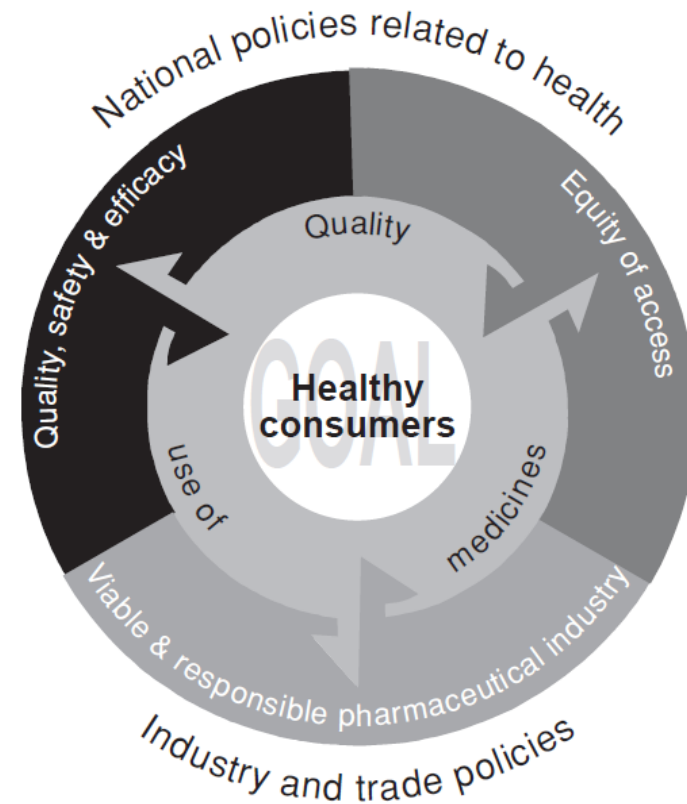 National policies related to health
Quality, safety & efficacy
Equity of access
Quality
use of
medicines
GOAL
Healthy
consumers
Viable & responsible pharmaceutical industry
Industry and trade policies